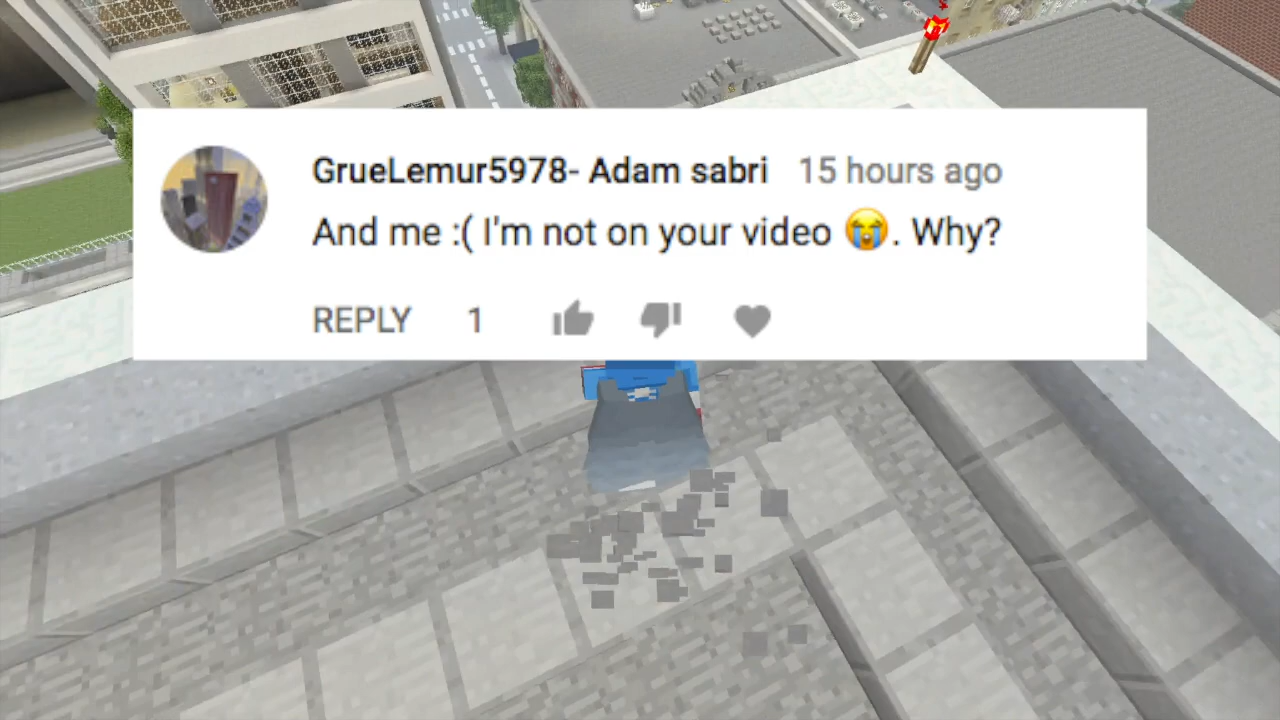 GrueLemur5978- Adam sabri 15 hours ago
And me :( I'm not on your video 😭. Why?
REPLY 1